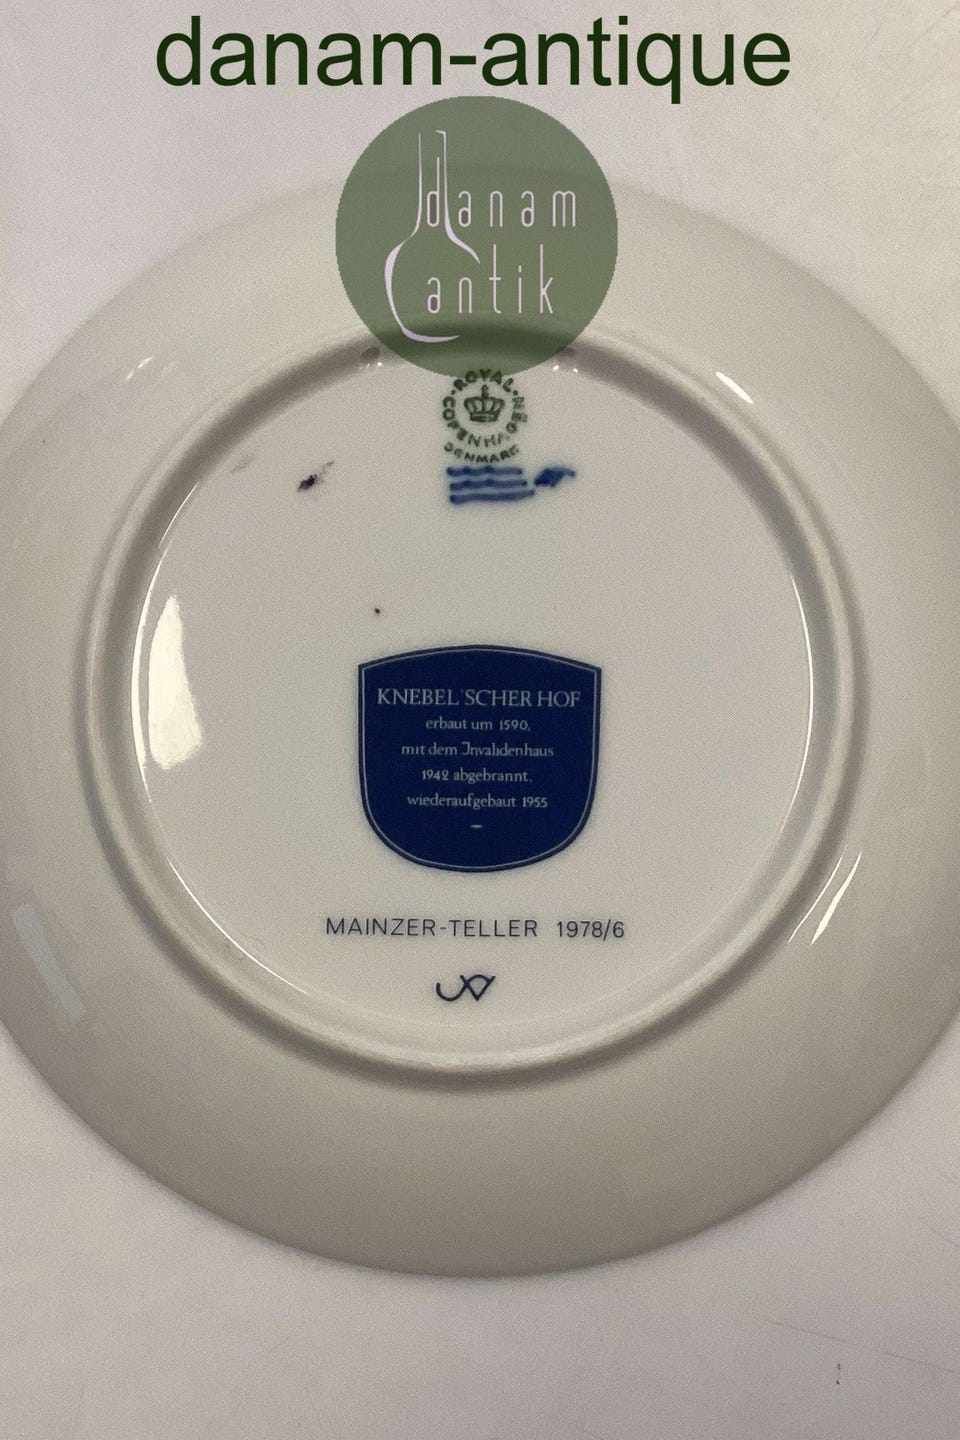 danam-antique
danam
antik
ROYAL
COPENHAGEN
DENMARK
KNEBEL'SCHER HOF
erbaut um 1590,
mit dem Invalidenhaus
1942 abgebrannt,
wiederaufgebaut 1955
MAINZER-TELLER 1978/6